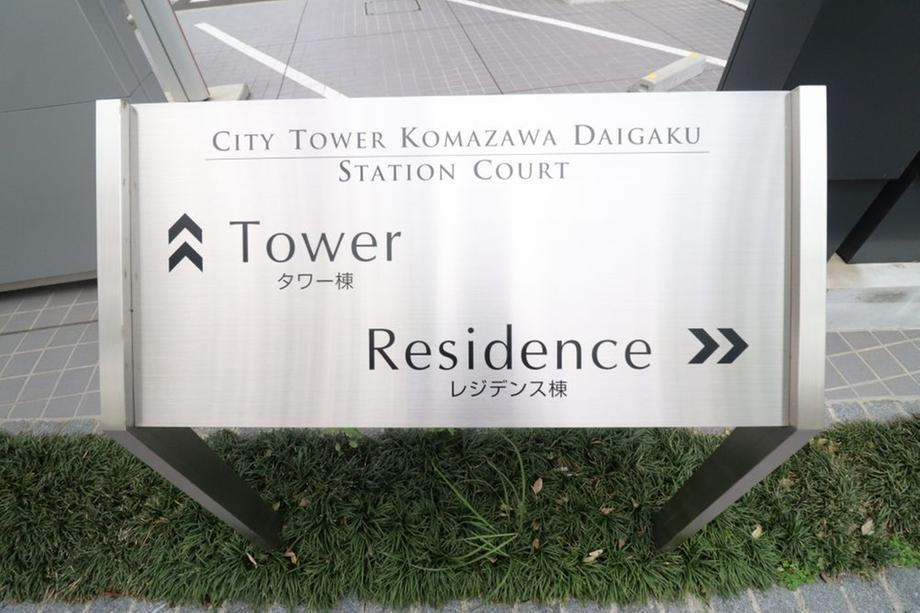 CITY TOWER KOMAZAWA DAIGAKU
STATION COURT
Tower
タワー棟
Residence
レジデンス棟